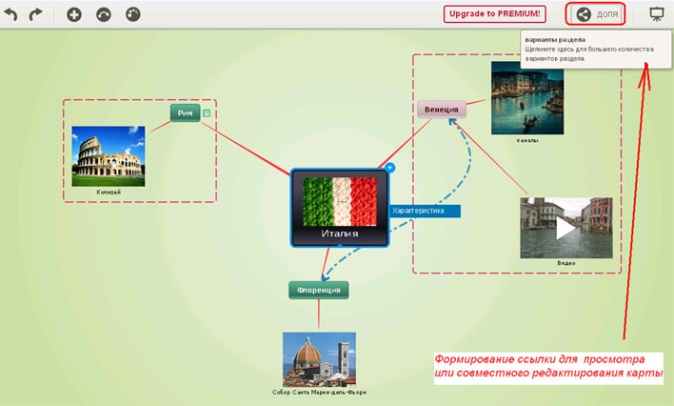 Upgrade to PREMIUM!
ДОЛЯ
варианты раздела
Щелкните здесь для большего количества
вариантов раздела
Рим
Колизей
Венеция
каналы
Италия
Характеристика
Видео
Флоренция
Собор Санта Мария-дель-Фьоре
Формирование ссылки для просмотра
или совместного редактирования карты